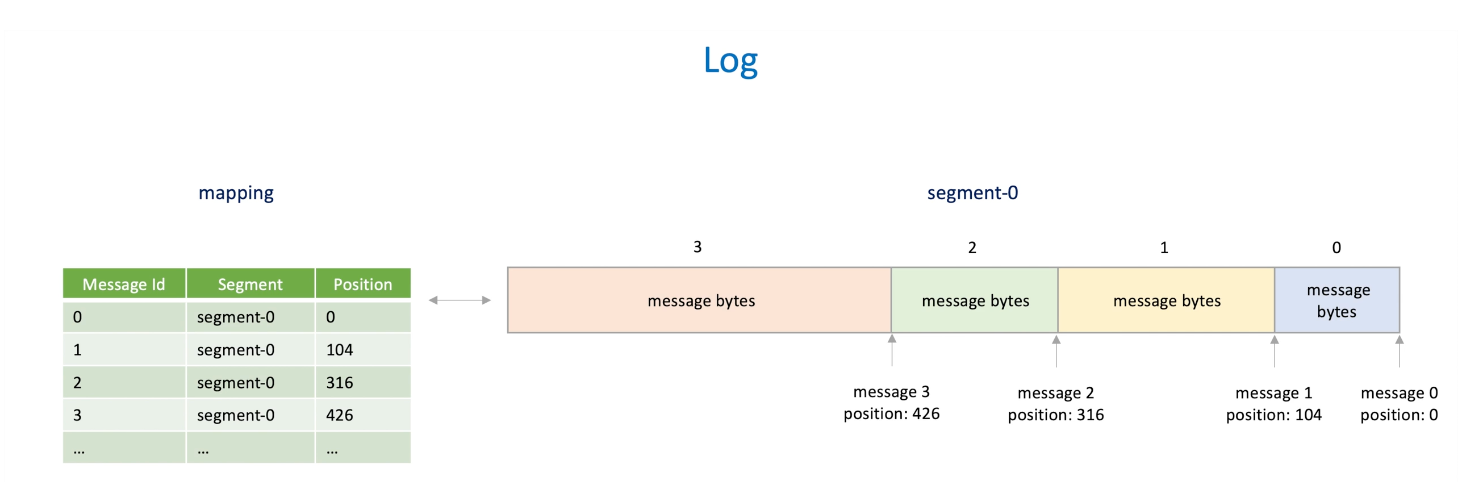 Log
mapping
segment-0
3 2 1 0
Message Id Segment Position
0 segment-0 0
1 segment-0 104
2 segment-0 316
3 segment-0 426
... ... ...
message bytes
message bytes
message bytes
message
bytes
message 3
position: 426
message 2
position: 316
message 1
position: 104
message 0
position: 0